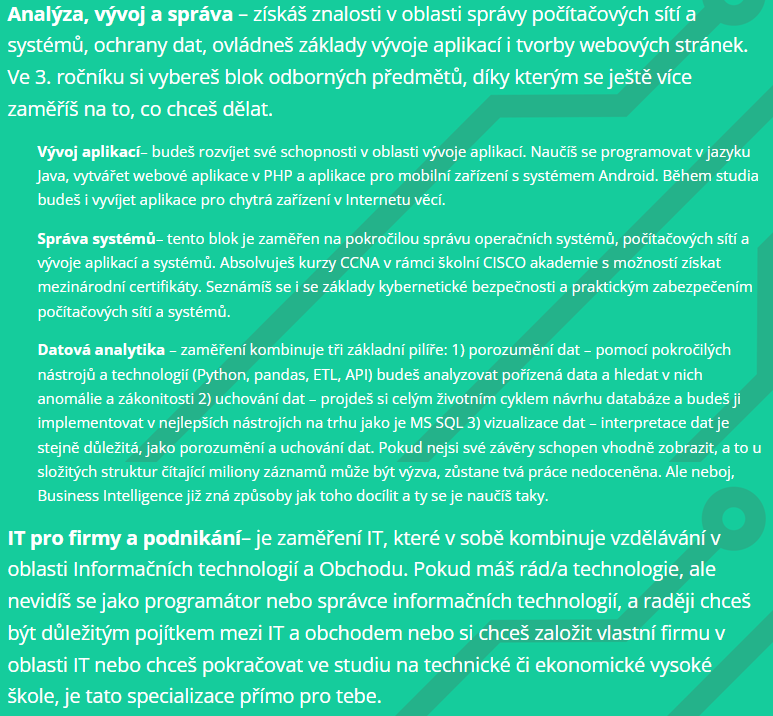 Analýza, vývoj a správa – získáš znalosti v oblasti správy počítačových sítí a
systémů, ochrany dat, ovládneš základy vývoje aplikací i tvorby webových stránek.
Ve 3. ročníku si vybereš blok odborných předmětů, díky kterým se ještě více
zaměříš na to, co chceš dělat.
Vývoj aplikací– budeš rozvíjet své schopnosti v oblasti vývoje aplikací. Naučíš se programovat v jazyku
Java, vytvářet webové aplikace v PHP a aplikace pro mobilní zařízení s systémem Android. Během studia
budeš i vyvíjet aplikace pro chytrá zařízení v Internetu věcí.
Správa systémů– tento blok je zaměřen na pokročilou správu operačních systémů, počítačových sítí a
vývoje aplikací a systémů. Absolvuješ kurzy CCNA v rámci školní CISCO akademie s možností získat
mezinárodní certifikáty. Seznámíš se i se základy kybernetické bezpečnosti a praktickým zabezpečením
počítačových sítí a systémů.
Datová analytika – zaměření kombinuje tři základní pilíře: 1) porozumění dat – pomocí pokročilých
nástrojů a technologií (Python, pandas, ETL, API) budeš analyzovat pořízená data a hledat v nich
anomálie a zákonitosti 2) uchování dat – projdeš si celým životním cyklem návrhu databáze a budeš ji
implementovat v nejlepších nástrojích na trhu jako je MS SQL 3) vizualizace dat – interpretace dat je
stejně důležitá, jako porozumění a uchování dat. Pokud nejsi své závěry schopen vhodně zobrazit, a to u
složitých struktur čítající miliony záznamů může být výzva, zůstane tvá práce nedoceněna. Ale neboj,
Business Intelligence již zná způsoby jak toho docílit a ty se je naučíš taky.
IT pro firmy a podnikání– je zaměření IT, které v sobě kombinuje vzdělávání v
oblasti Informačních technologií a Obchodu. Pokud máš rád/a technologie, ale
nevidíš se jako programátor nebo správce informačních technologií, a raději chceš
být důležitým pojítkem mezi IT a obchodem nebo si chceš založit vlastní firmu v
oblasti IT nebo chceš pokračovat ve studiu na technické či ekonomické vysoké
škole, je tato specializace přímo pro tebe.